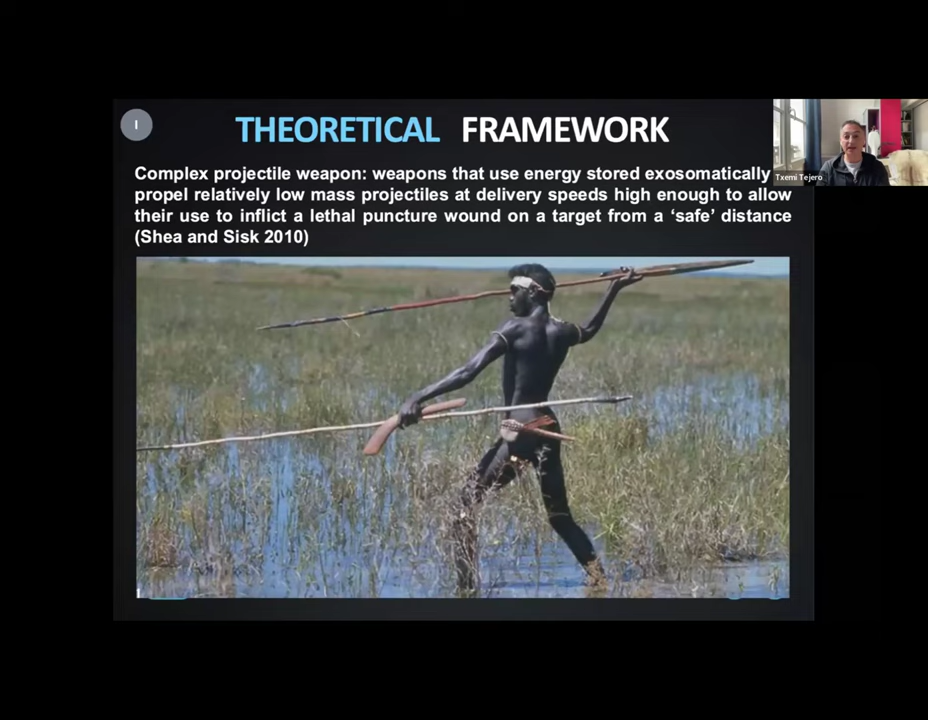 I
THEORETICAL FRAMEWORK
Complex projectile weapon: weapons that use energy stored exosomatically
propel relatively low mass projectiles at delivery speeds high enough to allow
their use to inflict a lethal puncture wound on a target from a ‘safe’ distance
(Shea and Sisk 2010)
Txemi Tejero